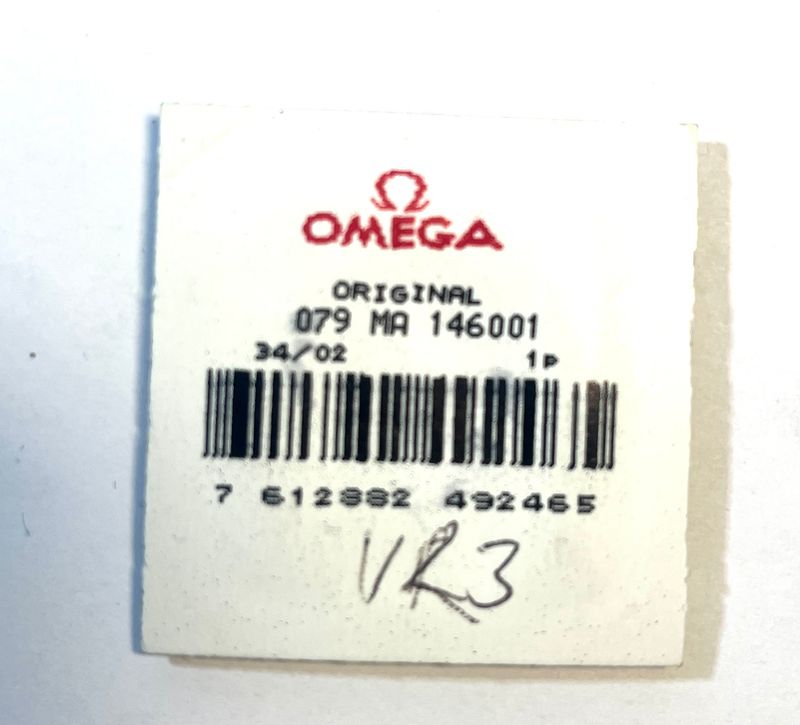 OMEGA
ORIGINAL
079 MA 146001
34/02 1P
7 612882 492465
VR3